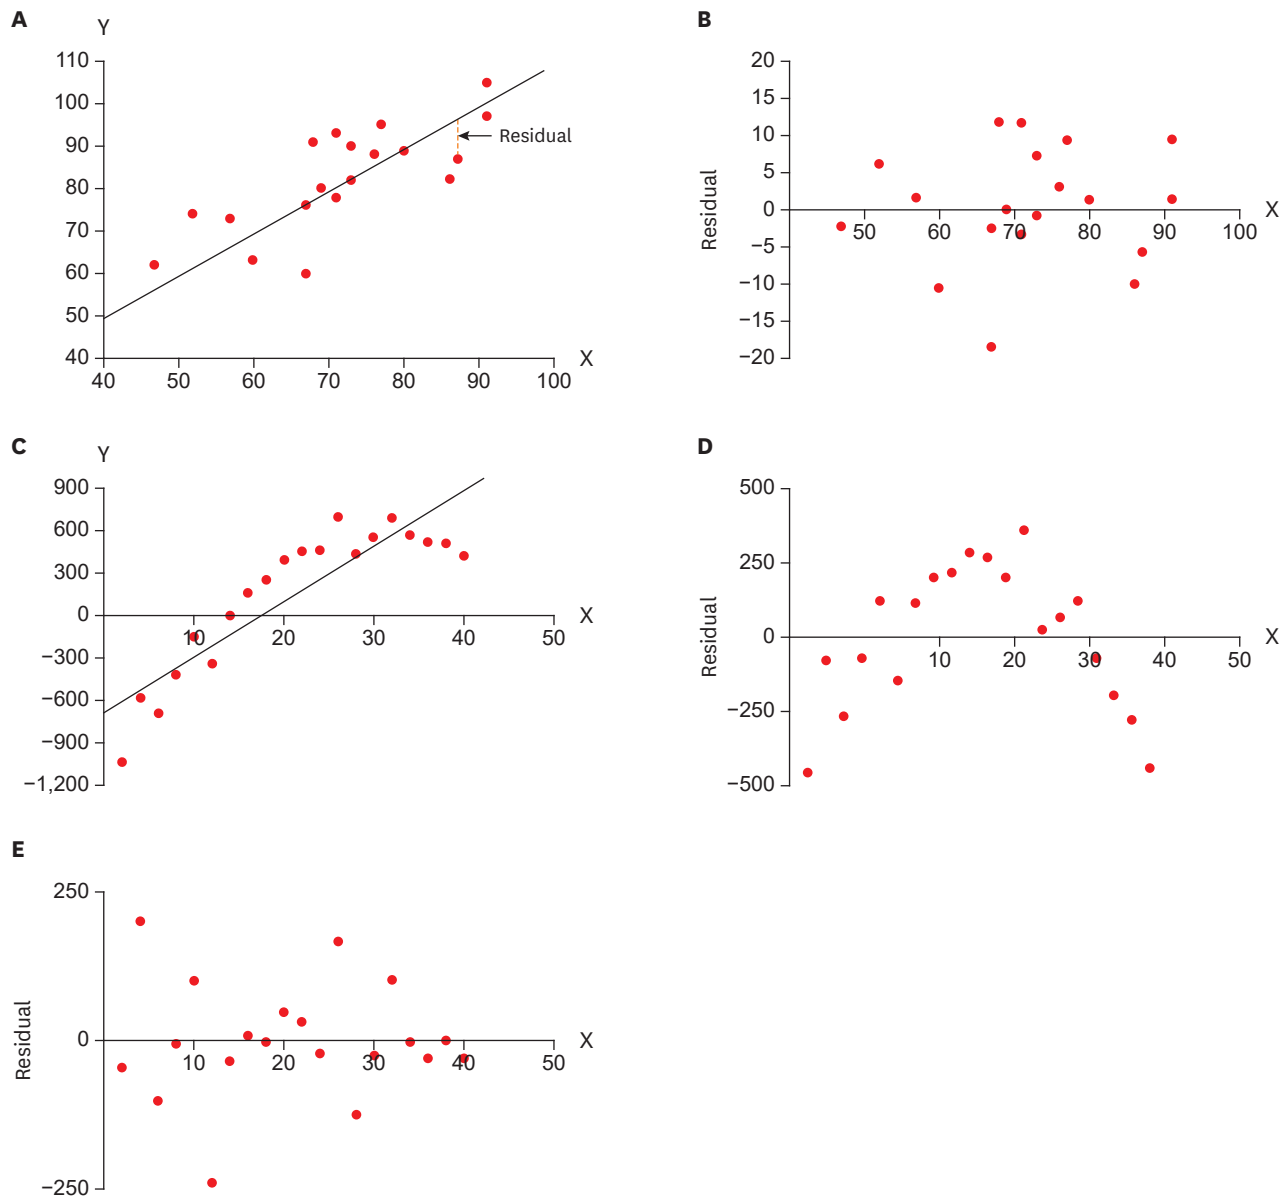 A
Y
110
100
90
80
70
60
50
40
40 50 60 70 80 90 100
X
Residual
B
Residual
20
15
10
5
0
−5
−10
−15
−20
50 60 70 80 90 100
X
C
Y
900
600
300
0
−300
−600
−900
−1,200
10 20 30 40 50
X
D
Residual
500
250
0
−250
−500
10 20 30 40 50
X
E
Residual
250
0
−250
10 20 30 40 50
X